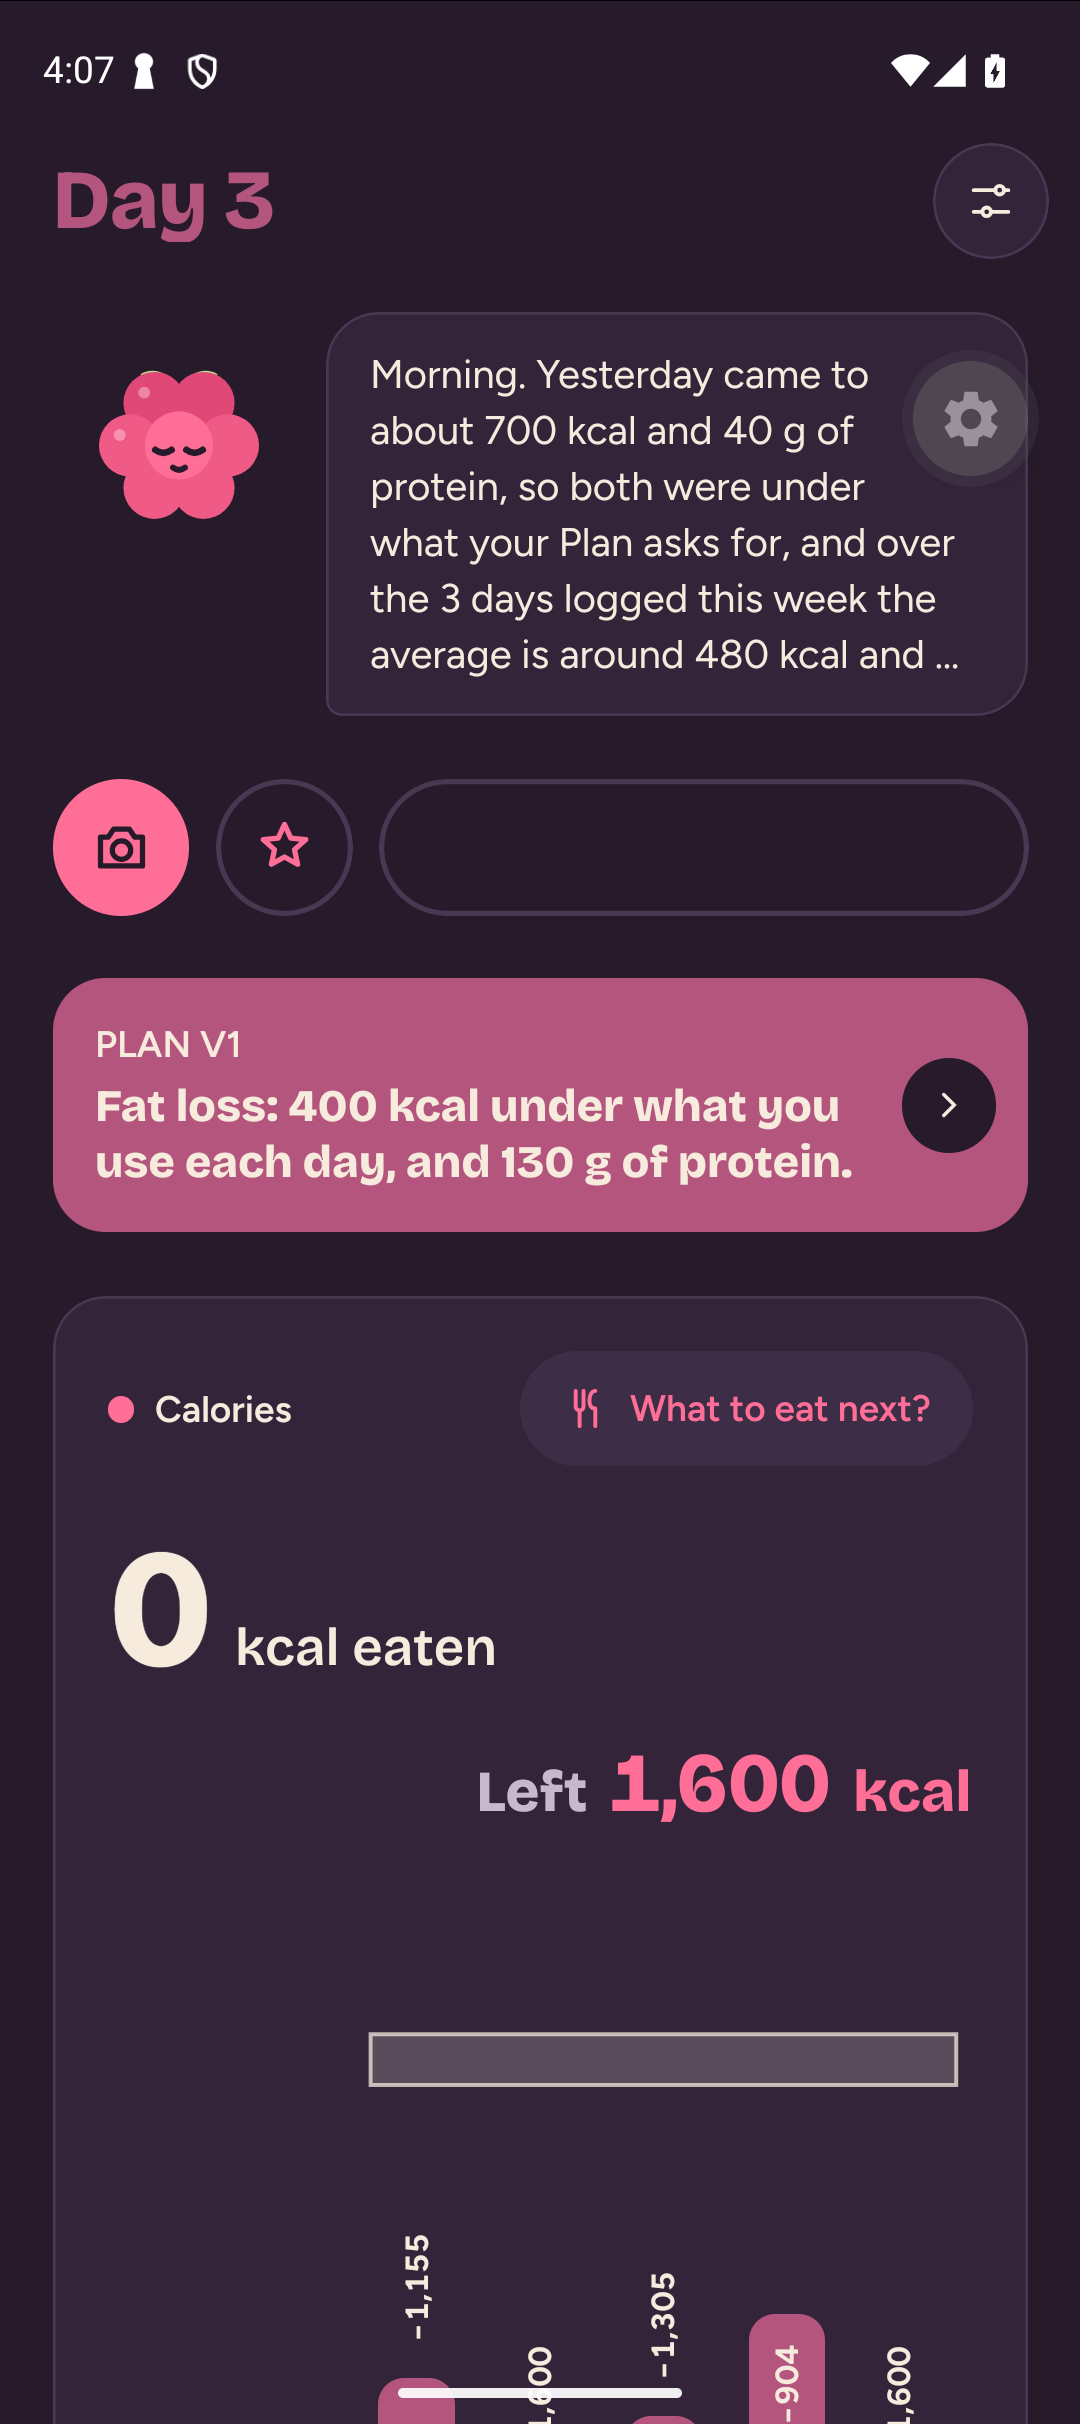 4:07
Day 3
Morning. Yesterday came to
about 700 kcal and 40 g of
protein, so both were under
what your Plan asks for, and over
the 3 days logged this week the
average is around 480 kcal and ...
PLAN V1
Fat loss: 400 kcal under what you
use each day, and 130 g of protein.
Calories
What to eat next?
0 kcal eaten
Left 1,600 kcal
-1,155
,600
-1,305
-904
,600